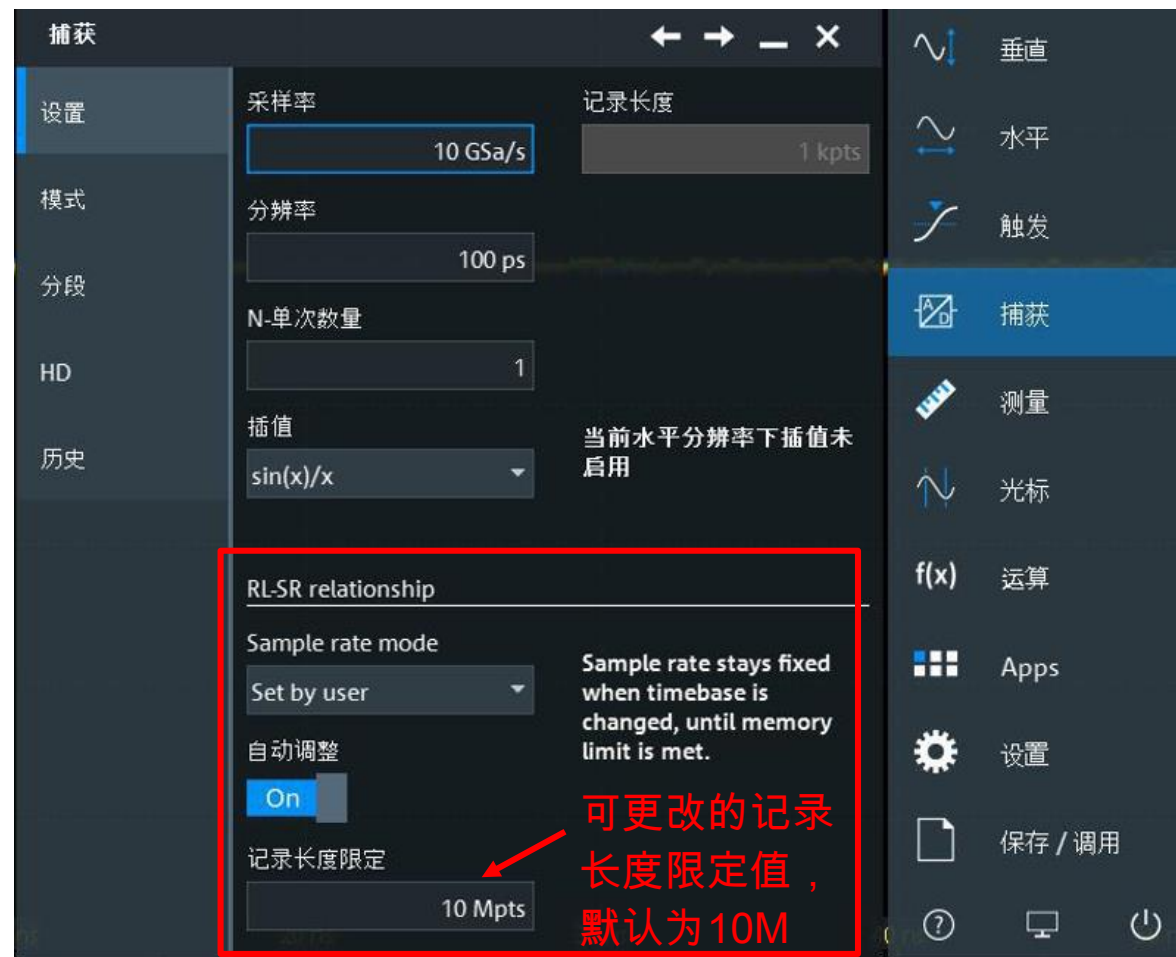 捕获
设置
模式
分段
HD
历史
采样率
10 GSa/s
记录长度
1 kpts
分辨率
100 ps
N-单次数量
1
插值
sin(x)/x
当前水平分辨率下插值未
启用
RL-SR relationship
Sample rate mode
Set by user
Sample rate stays fixed
when timebase is
changed, until memory
limit is met.
自动调整
On
记录长度限定
10 Mpts
可更改的记录
长度限定值，
默认为10M
垂直
水平
触发
A/D
捕获
测量
光标
f(x)
运算
Apps
设置
保存 / 调用
?